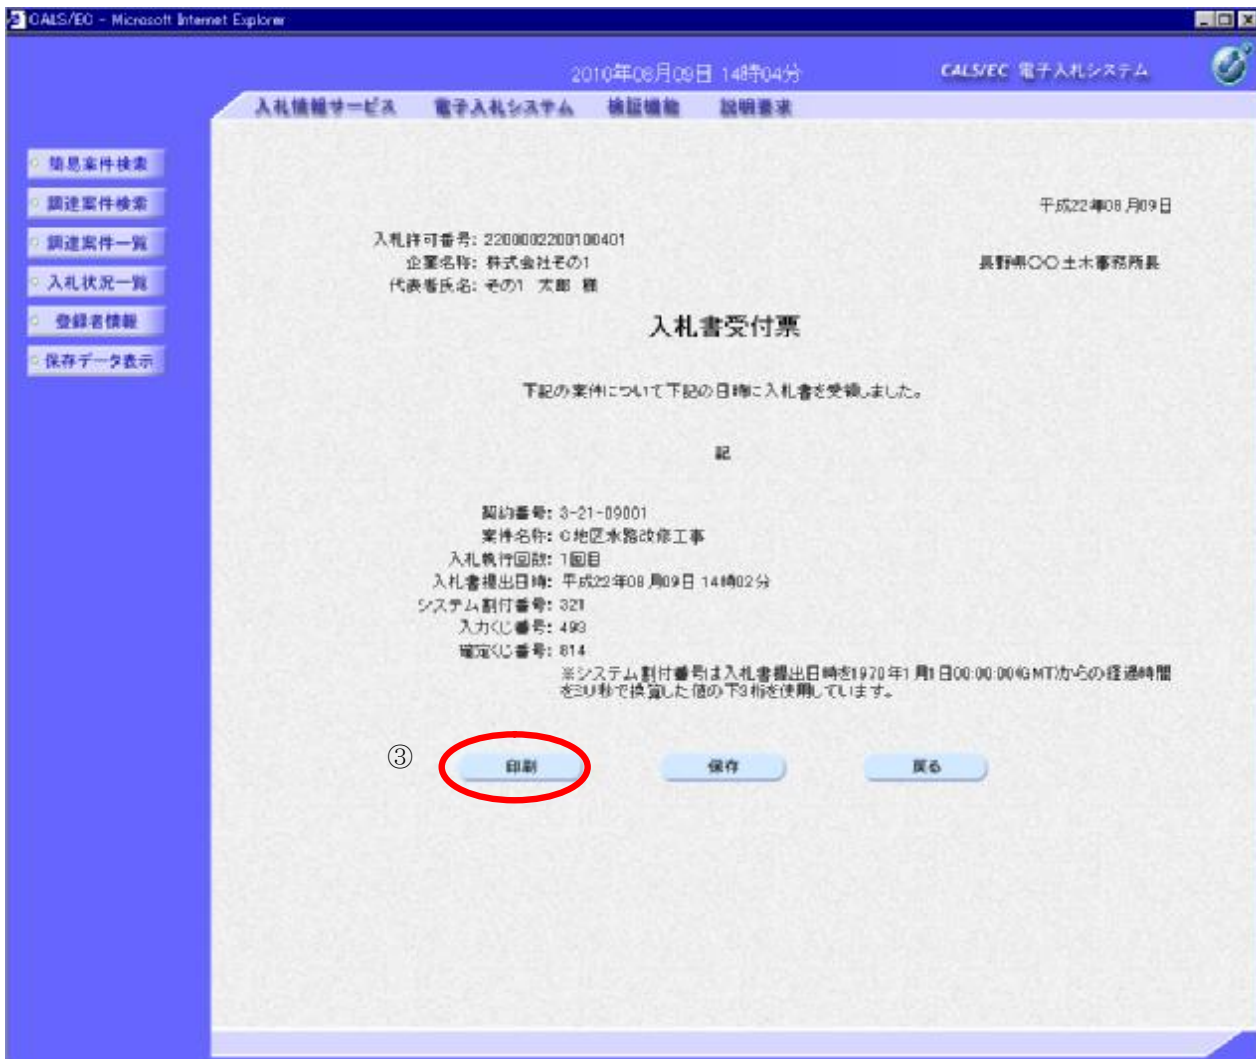 CALS/EC - Microsoft Internet Explorer
2010年08月09日 14時04分
CALS/EC 電子入札システム
入札情報サービス 電子入札システム 検証機能 説明要求
簡易案件検索
調達案件検索
調達案件一覧
入札状況一覧
登録者情報
保存データ表示
平成22年08月09日
入札許可番号: 2200002200100401
企業名称: 株式会社その1
長野県〇〇土木事務所長
代表者氏名: その1 太郎 様
入札書受付票
下記の案件について下記の日時に入札書を受領しました。
記
契約番号: 3-21-09001
案件名称: C地区水路改修工事
入札執行回数: 1回目
入札書提出日時: 平成22年08月09日 14時02分
システム割付番号: 321
入力くじ番号: 493
確定くじ番号: 814
※システム割付番号は入札書提出日時を1970年1月1日00:00:00(GMT)からの経過時間
をミリ秒で換算した値の下3桁を使用しています。
③
印刷 保存 戻る